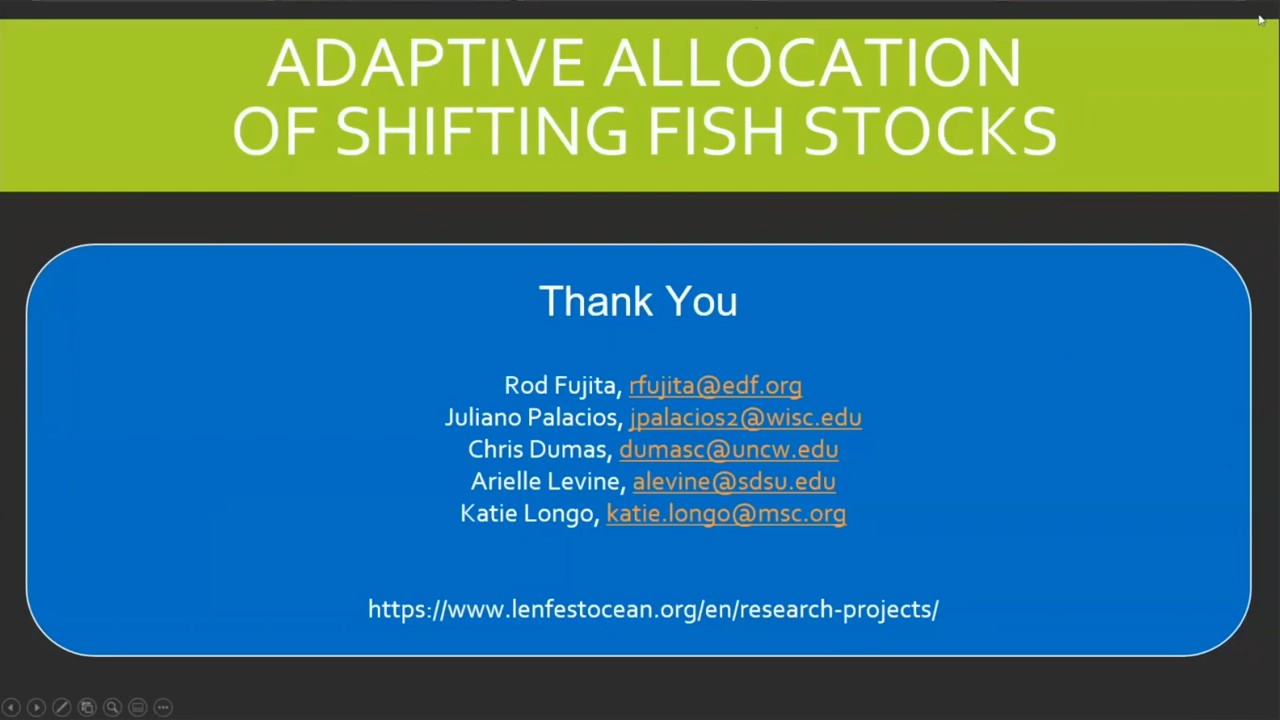 ADAPTIVE ALLOCATION
OF SHIFTING FISH STOCKS
Thank You
Rod Fujita, rfujita@edf.org
Juliano Palacios, jpalacios2@wisc.edu
Chris Dumas, dumasc@uncw.edu
Arielle Levine, alevine@sdsu.edu
Katie Longo, katie.longo@msc.org
https://www.lenfestocean.org/en/research-projects/